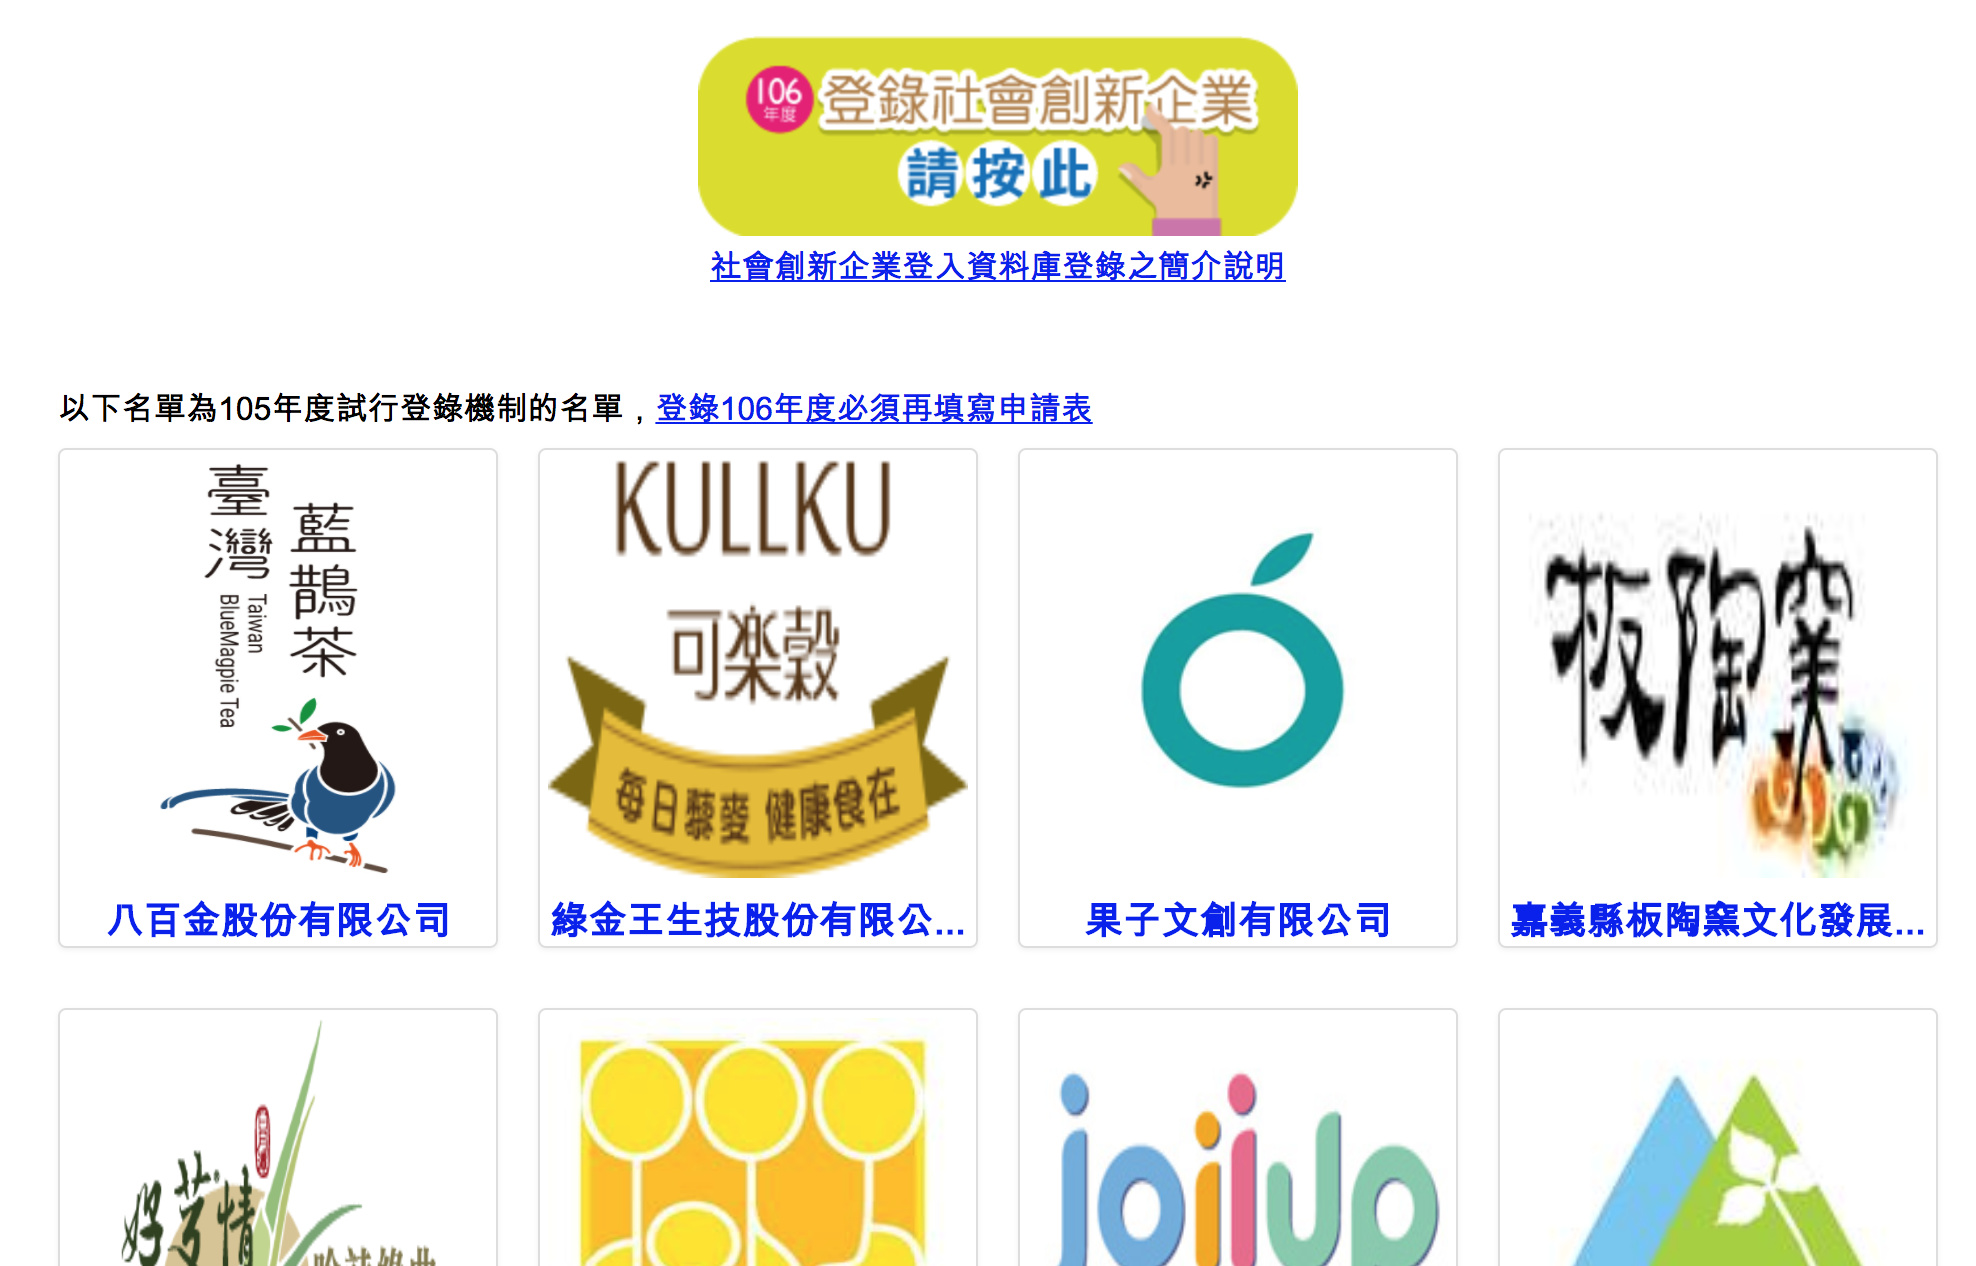 106
年度
登錄社會創新企業
請按此
社會創新企業登入資料庫登錄之簡介說明
以下名單為105年度試行登錄機制的名單，登錄106年度必須再填寫申請表
臺灣
藍鵲茶
Taiwan
BlueMagpie Tea
八百金股份有限公司
KULLKU
可楽穀
每日藜麥 健康食在
綠金王生技股份有限公...
果子文創有限公司
板陶窯
嘉義縣板陶窯文化發展...
好芳情
joiiup